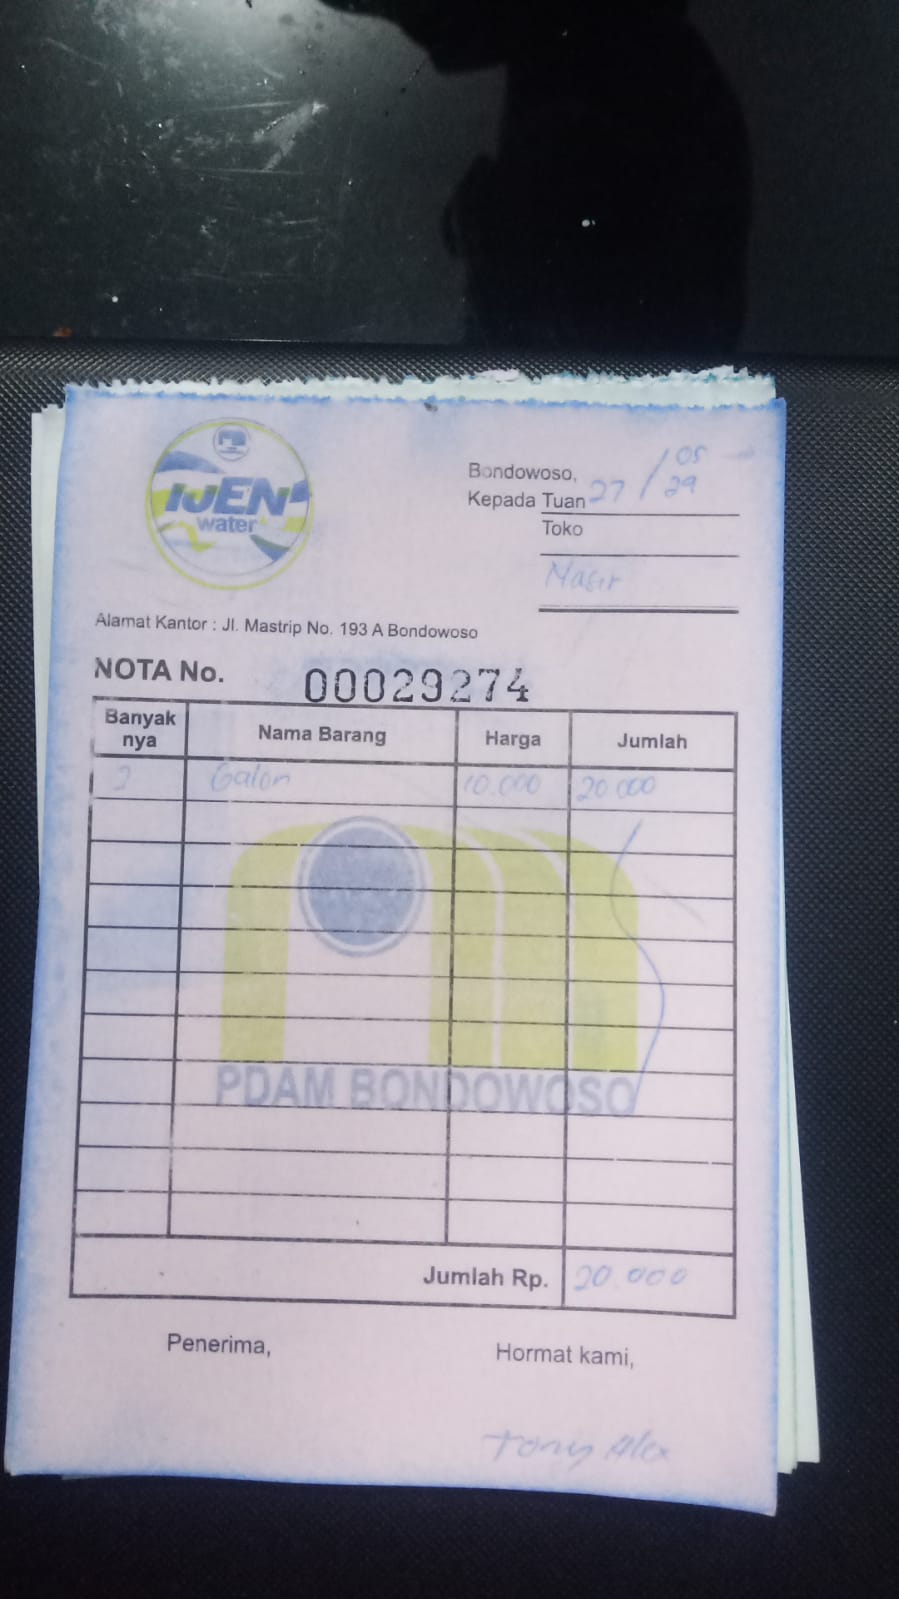 IJEN
water
Bondowoso, 27/05
Kepada Tuan
Toko
Alamat Kantor : Jl. Mastrip No. 193 A Bondowoso
NOTA No. 00029274
Banyak nya Nama Barang Harga Jumlah
2 Galon 10.000 20.000
PDAM BONDOWOSO
Jumlah Rp. 20.000
Penerima, Hormat kami,
Tony Alex